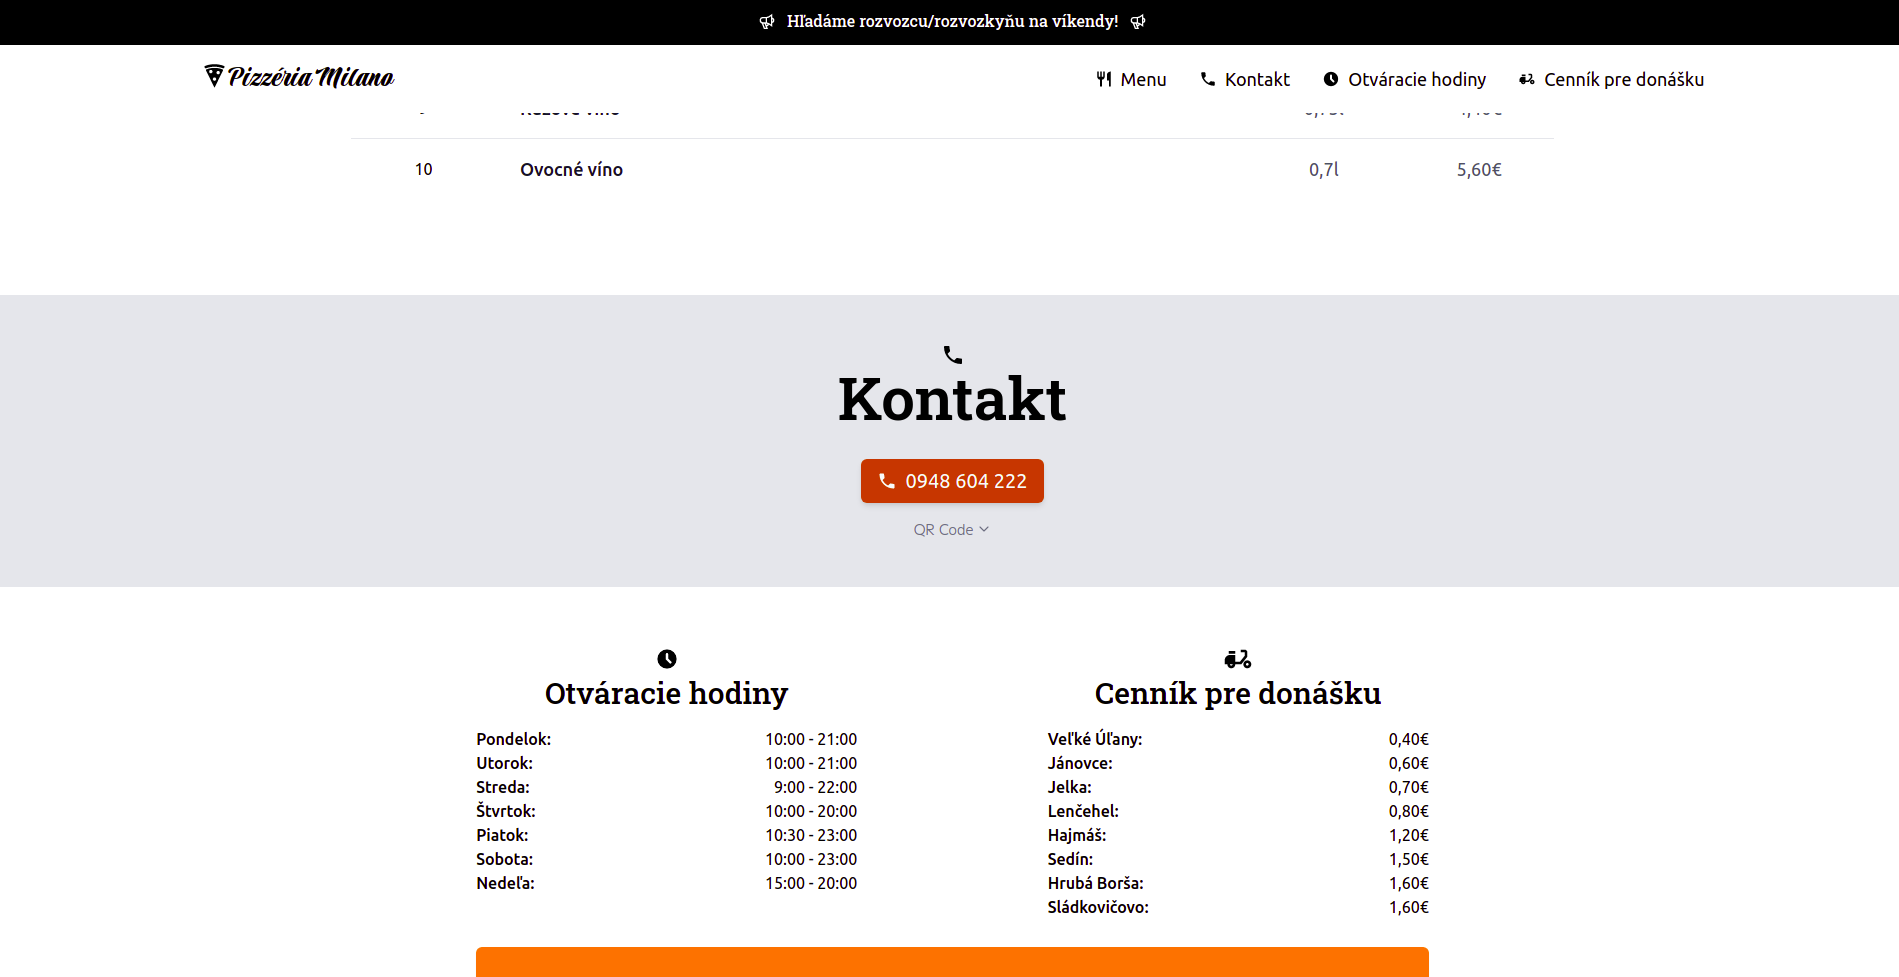 Hľadáme rozvozcu/rozvozkyňu na víkendy!
Pizzéria Milano
Menu
Kontakt
Otváracie hodiny
Cenník pre donášku
10 Ovocné víno 0,7l 5,60€
Kontakt
0948 604 222
QR Code
Otváracie hodiny
Pondelok: 10:00 - 21:00
Utorok: 10:00 - 21:00
Streda: 9:00 - 22:00
Štvrtok: 10:00 - 20:00
Piatok: 10:30 - 23:00
Sobota: 10:00 - 23:00
Nedeľa: 15:00 - 20:00
Cenník pre donášku
Veľké Úľany: 0,40€
Jánovce: 0,60€
Jelka: 0,70€
Lenčehel: 0,80€
Hajmáš: 1,20€
Sedín: 1,50€
Hrubá Borša: 1,60€
Sládkovičovo: 1,60€